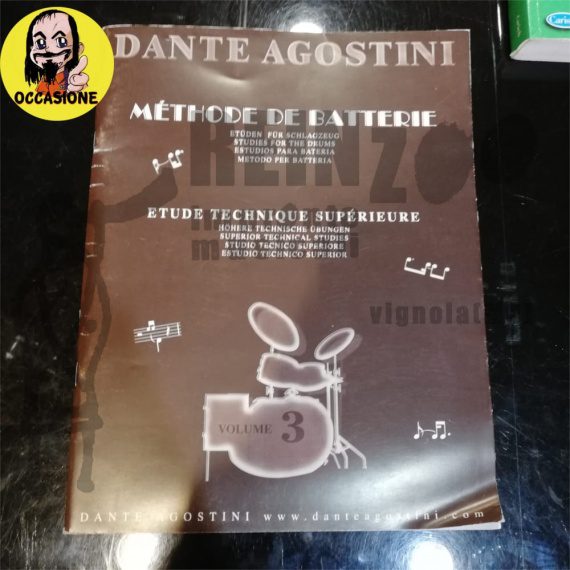 DANTE AGOSTINI
OCCASIONE
MÉTHODE DE BATTERIE
ETÜDEN FÜR SCHLAGZEUG
STUDIES FOR THE DRUMS
ESTUDIOS PARA BATERIA
METODO PER BATTERIA
ETUDE TECHNIQUE SUPÉRIEURE
HÖHERE TECHNISCHE ÜBUNGEN
SUPERIOR TECHNICAL STUDIES
STUDIO TECNICO SUPERIORE
ESTUDIO TECHNICO SUPERIOR
VOLUME 3
DANTE AGOSTINI www.danteagostini.com